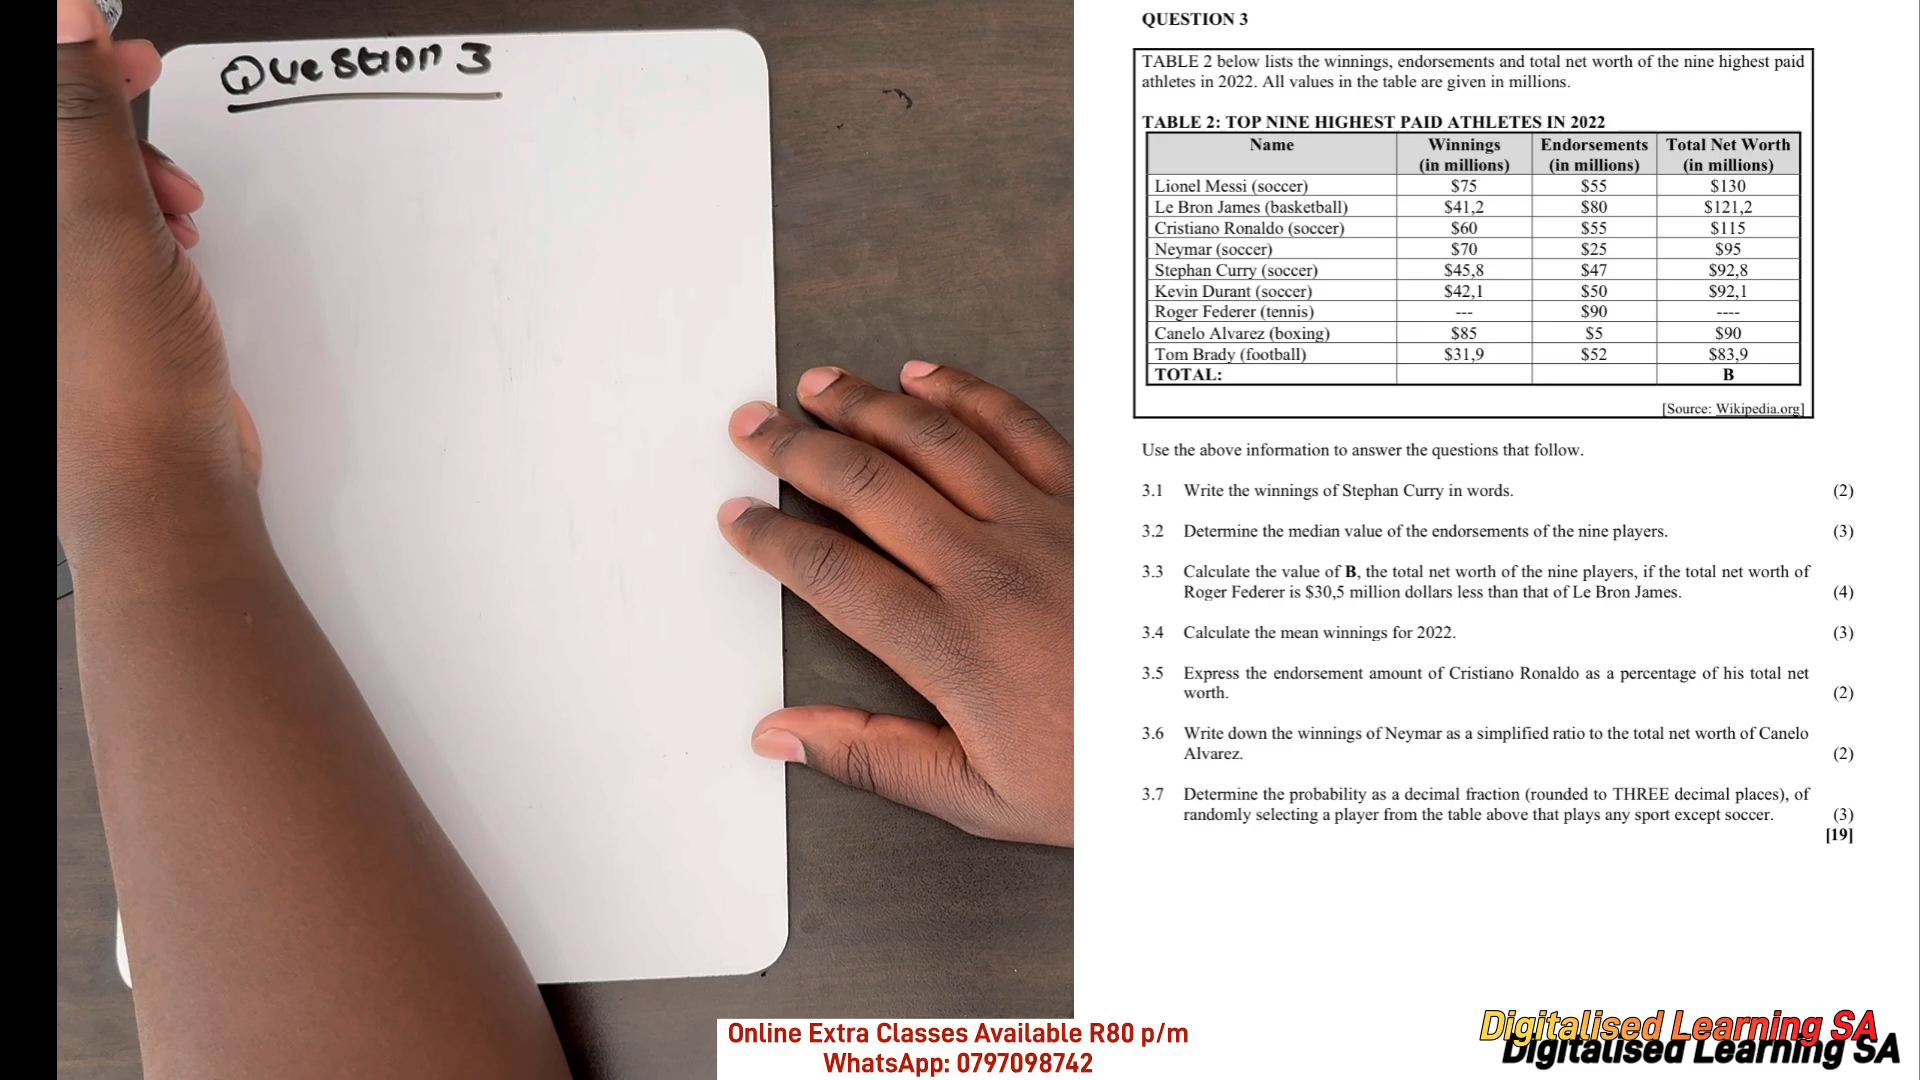 Question 3
QUESTION 3
TABLE 2 below lists the winnings, endorsements and total net worth of the nine highest paid
athletes in 2022. All values in the table are given in millions.
TABLE 2: TOP NINE HIGHEST PAID ATHLETES IN 2022
Name Winnings (in millions) Endorsements (in millions) Total Net Worth (in millions)
Lionel Messi (soccer) $75 $55 $130
Le Bron James (basketball) $41,2 $80 $121,2
Cristiano Ronaldo (soccer) $60 $55 $115
Neymar (soccer) $70 $25 $95
Stephan Curry (soccer) $45,8 $47 $92,8
Kevin Durant (soccer) $42,1 $50 $92,1
Roger Federer (tennis) --- $90 ----
Canelo Alvarez (boxing) $85 $5 $90
Tom Brady (football) $31,9 $52 $83,9
TOTAL: B
[Source: Wikipedia.org]
Use the above information to answer the questions that follow.
3.1 Write the winnings of Stephan Curry in words. (2)
3.2 Determine the median value of the endorsements of the nine players. (3)
3.3 Calculate the value of B, the total net worth of the nine players, if the total net worth of
Roger Federer is $30,5 million dollars less than that of Le Bron James. (4)
3.4 Calculate the mean winnings for 2022. (3)
3.5 Express the endorsement amount of Cristiano Ronaldo as a percentage of his total net
worth. (2)
3.6 Write down the winnings of Neymar as a simplified ratio to the total net worth of Canelo
Alvarez. (2)
3.7 Determine the probability as a decimal fraction (rounded to THREE decimal places), of
randomly selecting a player from the table above that plays any sport except soccer. (3)
[19]
Online Extra Classes Available R80 p/m
WhatsApp: 0797098742
Digitalised Learning SA
Digitalised Learning SA